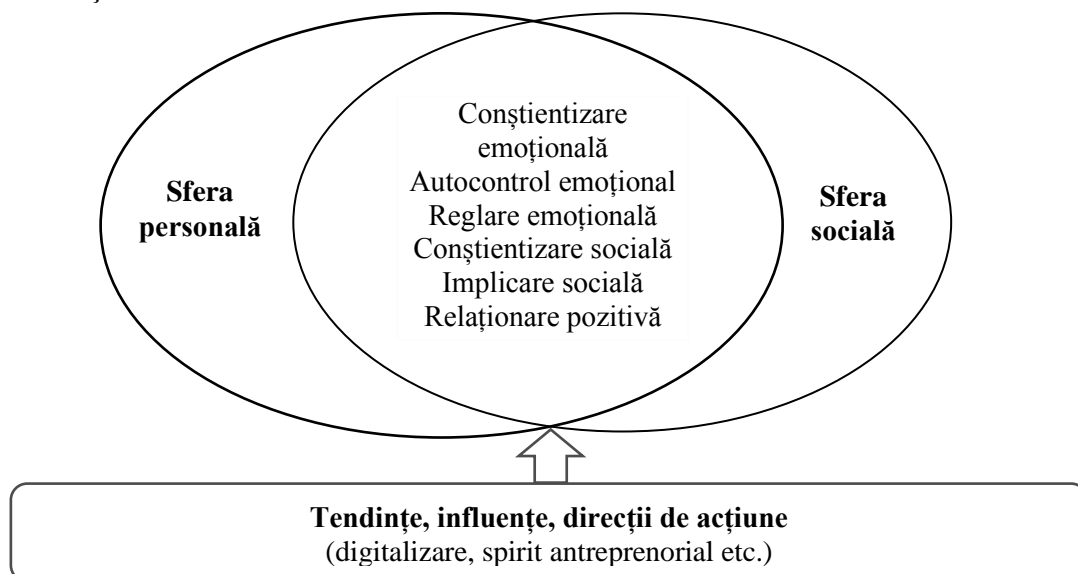 Sfera
personală
Conștientizare
emoțională
Autocontrol emoțional
Reglare emoțională
Conștientizare socială
Implicare socială
Relaționare pozitivă
Sfera
socială
Tendințe, influențe, direcții de acțiune
(digitalizare, spirit antreprenorial etc.)